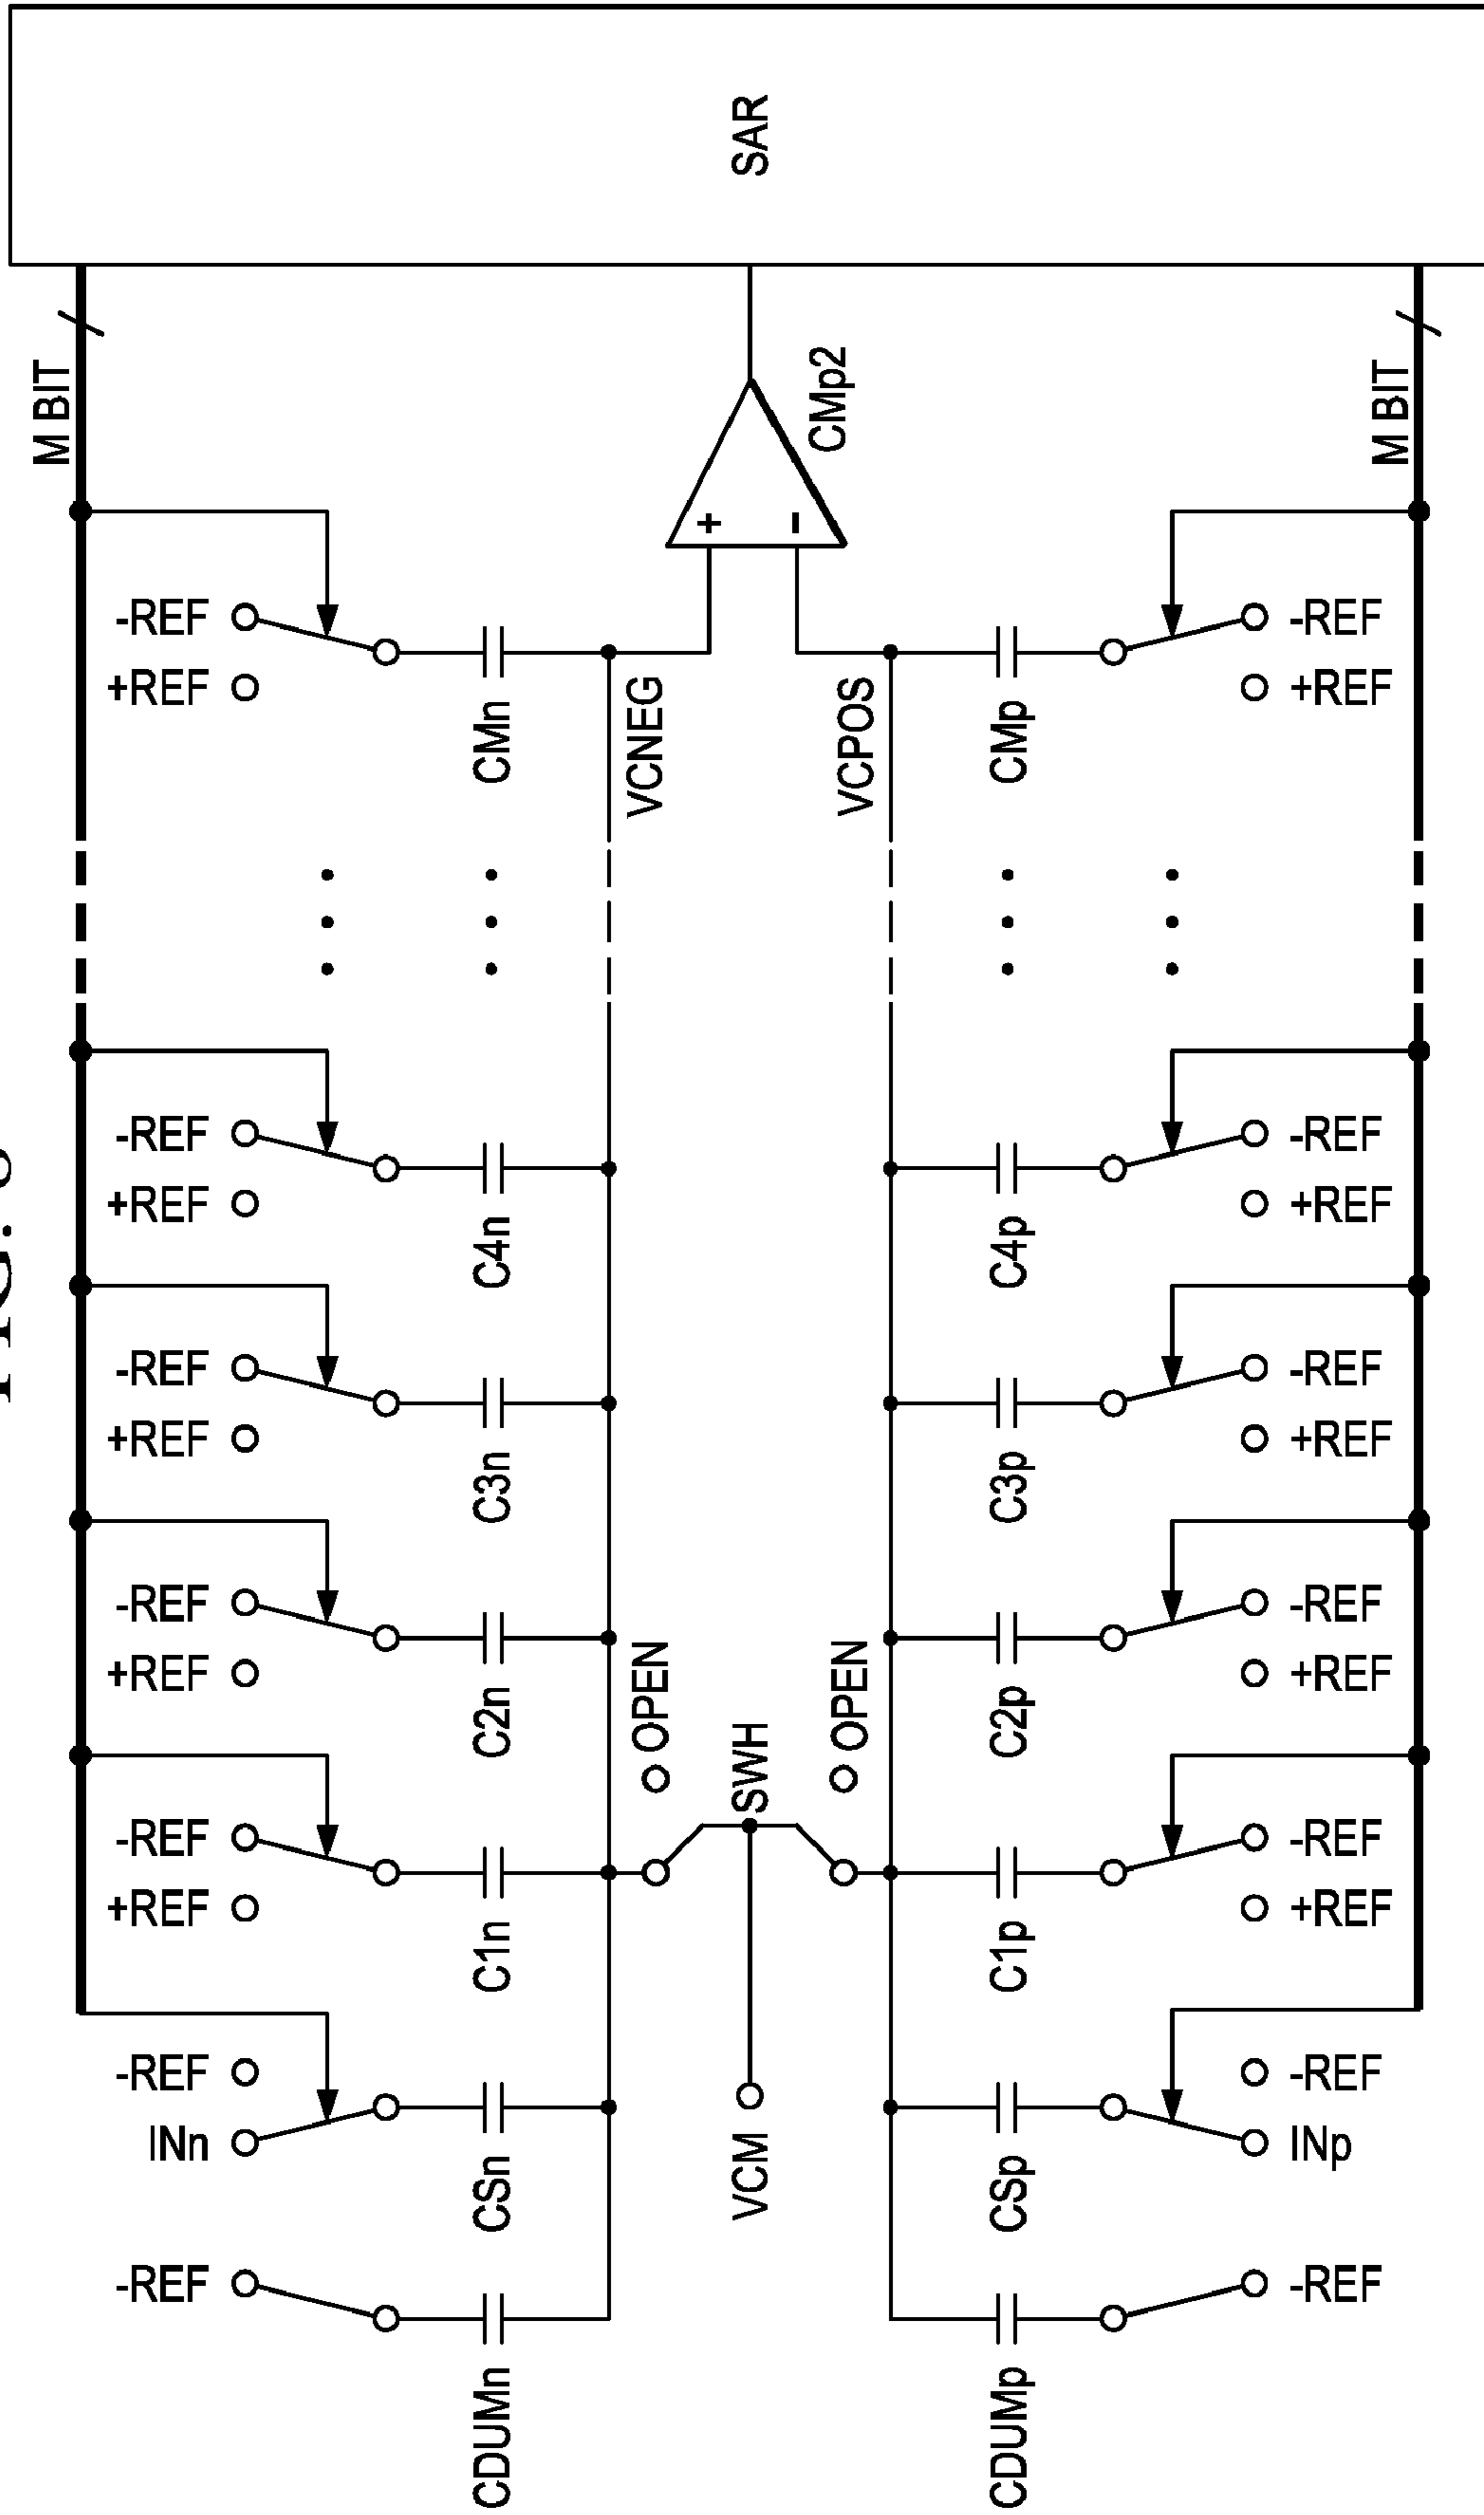 SAR
M BIT
M BIT
CMp2
+
-
-REF
+REF
-REF
+REF
CMn
VCNEG
VCPOS
CMp
-REF
+REF
-REF
+REF
C4n
C4p
-REF
+REF
-REF
+REF
C3n
C3p
-REF
+REF
-REF
+REF
C2n
OPEN
OPEN
C2p
SWH
-REF
+REF
-REF
+REF
C1n
C1p
-REF
INn
-REF
INp
CSn
VCM
CSp
-REF
-REF
CDUMn
CDUMp